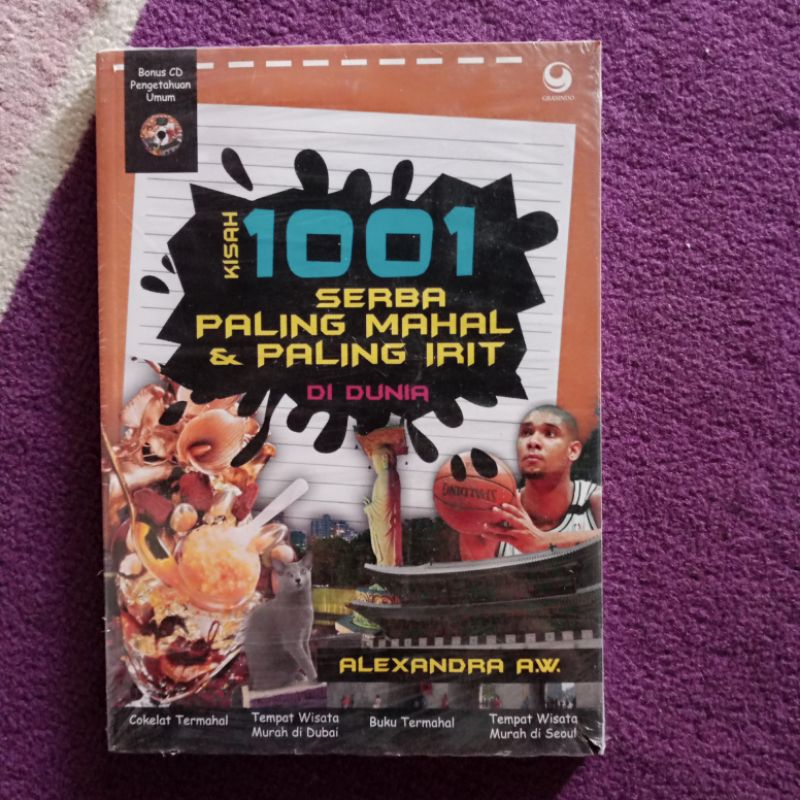 Bonus CD
Pengetahuan
Umum
GRASINDO
KISAH
1001
SERBA
PALING MAHAL
& PALING IRIT
DI DUNIA
SPALDING
ALEXANDRA A.W.
Cokelat Termahal
Tempat Wisata
Murah di Dubai
Buku Termahal
Tempat Wisata
Murah di Seoul